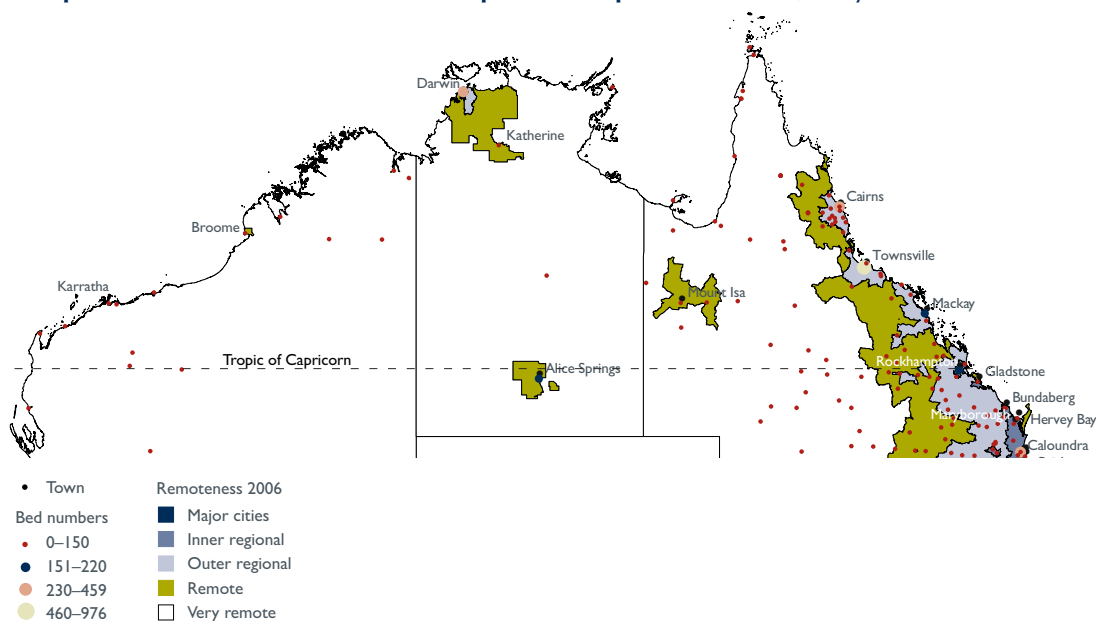 Darwin
Katherine
Cairns
Broome
Townsville
Karratha
Mount Isa
Mackay
Tropic of Capricorn
Rockhampton
Alice Springs
Gladstone
Bundaberg
Maryborough
Hervey Bay
Caloundra
Town
Bed numbers
0–150
151–220
230–459
460–976
Remoteness 2006
Major cities
Inner regional
Outer regional
Remote
Very remote